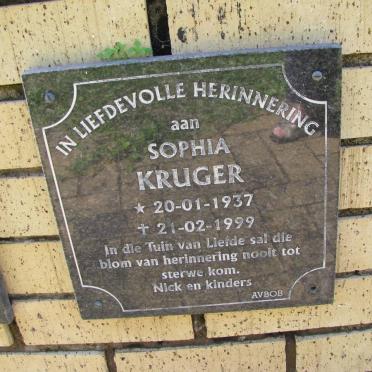 IN LIEFDEVOLLE HERINNERING
aan
SOPHIA
KRUGER
* 20-01-1937
✝ 21-02-1999
In die Tuin van Liefde sal die
blom van herinnering nooit tot
sterwe kom.
Nick en kinders
AVBOB